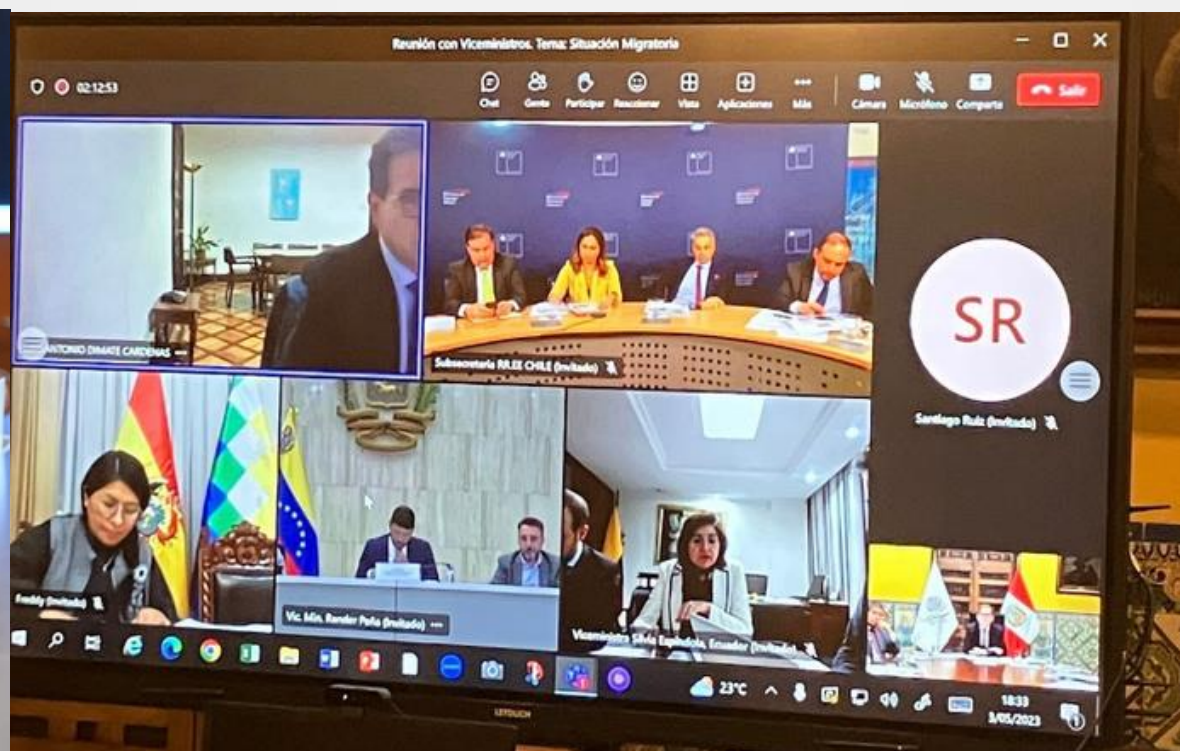 Reunión con Viceministros. Tema: Situación Migratoria
02:12:53
Chat
Gente
Participar
Reaccionar
Vista
Aplicaciones
Más
Cámara
Micrófono
Compartir
Salir
ANTONIO DIMATE CARDENAS
Subsecretaria RR.EE CHILE (Invitado)
SR
Santiago Ruiz (Invitado)
Freddy (Invitado)
Vic. Min. Rander Peña (Invitado)
Viceministra Silvia Espíndola, Ecuador (Invitado)
23°C
18:33
3/05/2023